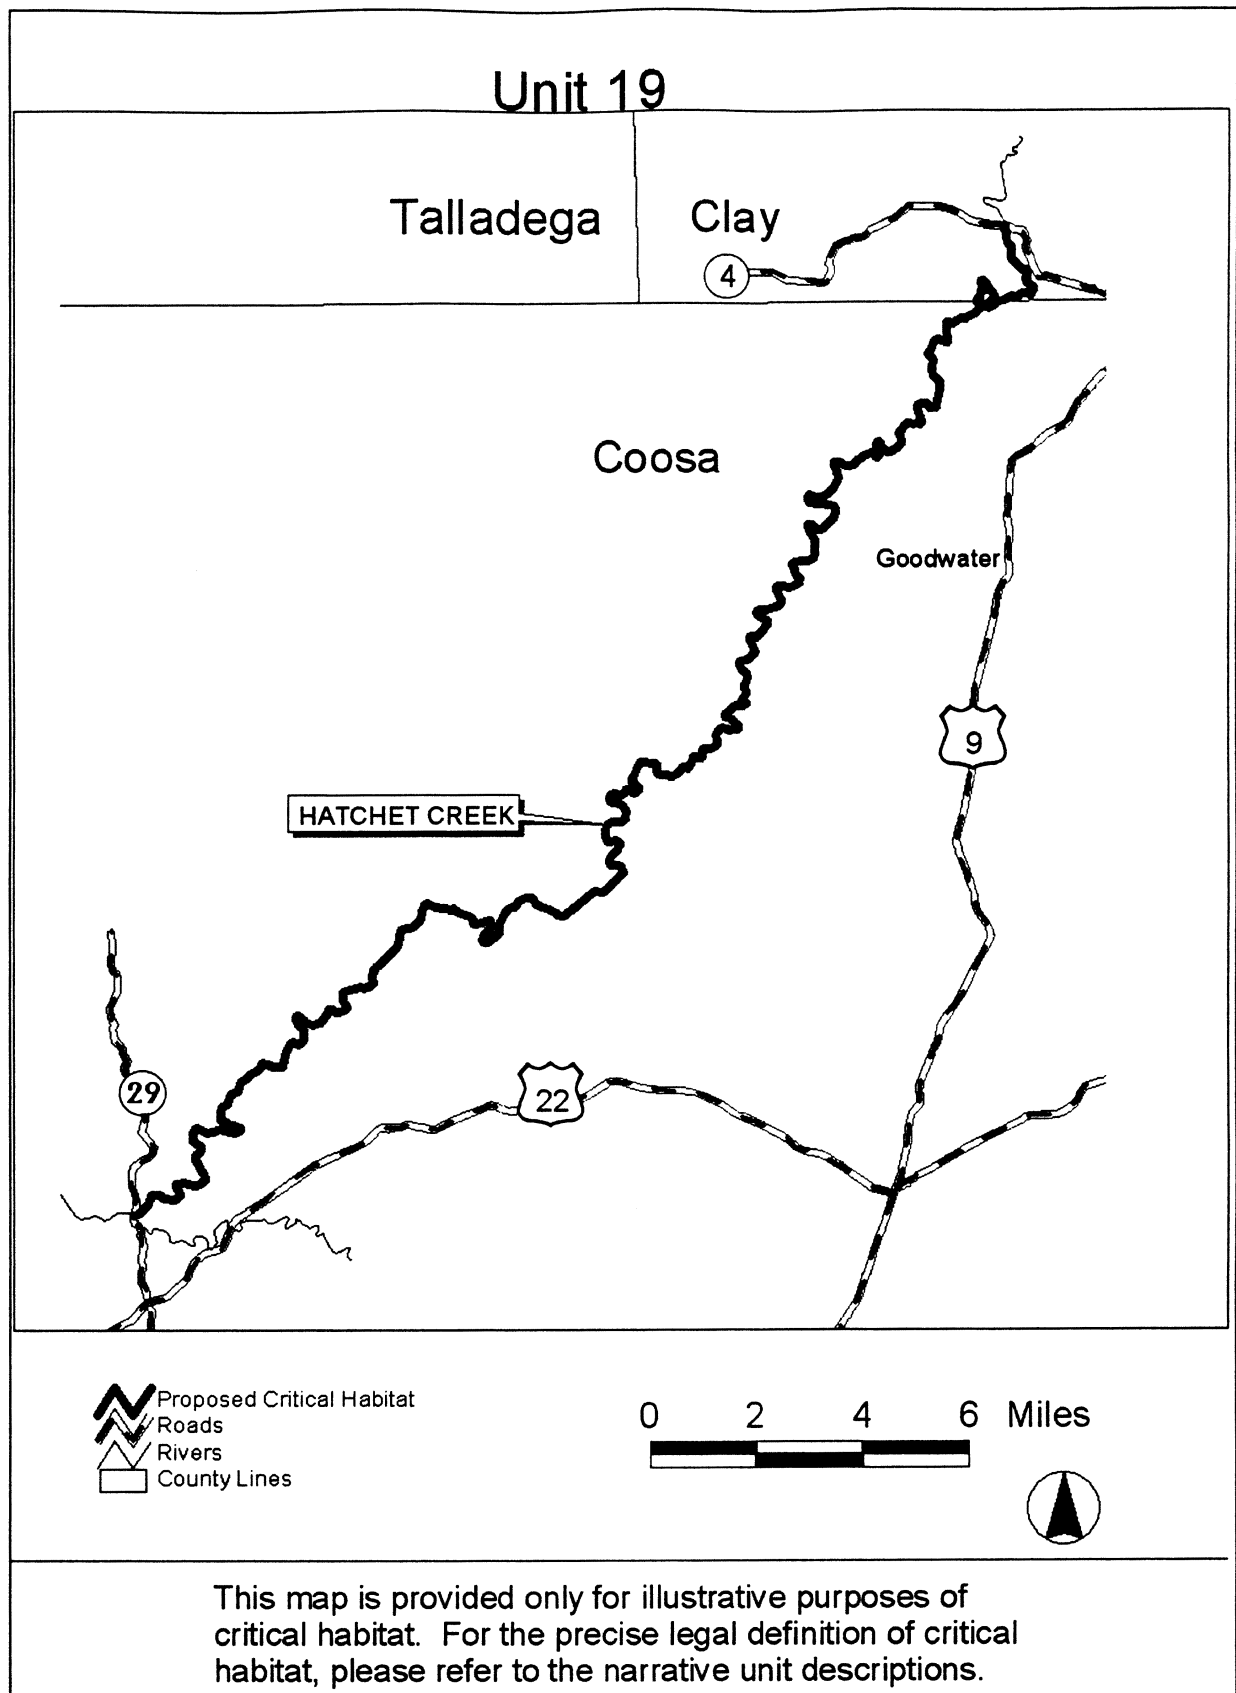 Unit 19
Talladega
Clay
4
Coosa
Goodwater
9
HATCHET CREEK
29
22
Proposed Critical Habitat
Roads
Rivers
County Lines
0 2 4 6 Miles
This map is provided only for illustrative purposes of
critical habitat. For the precise legal definition of critical
habitat, please refer to the narrative unit descriptions.